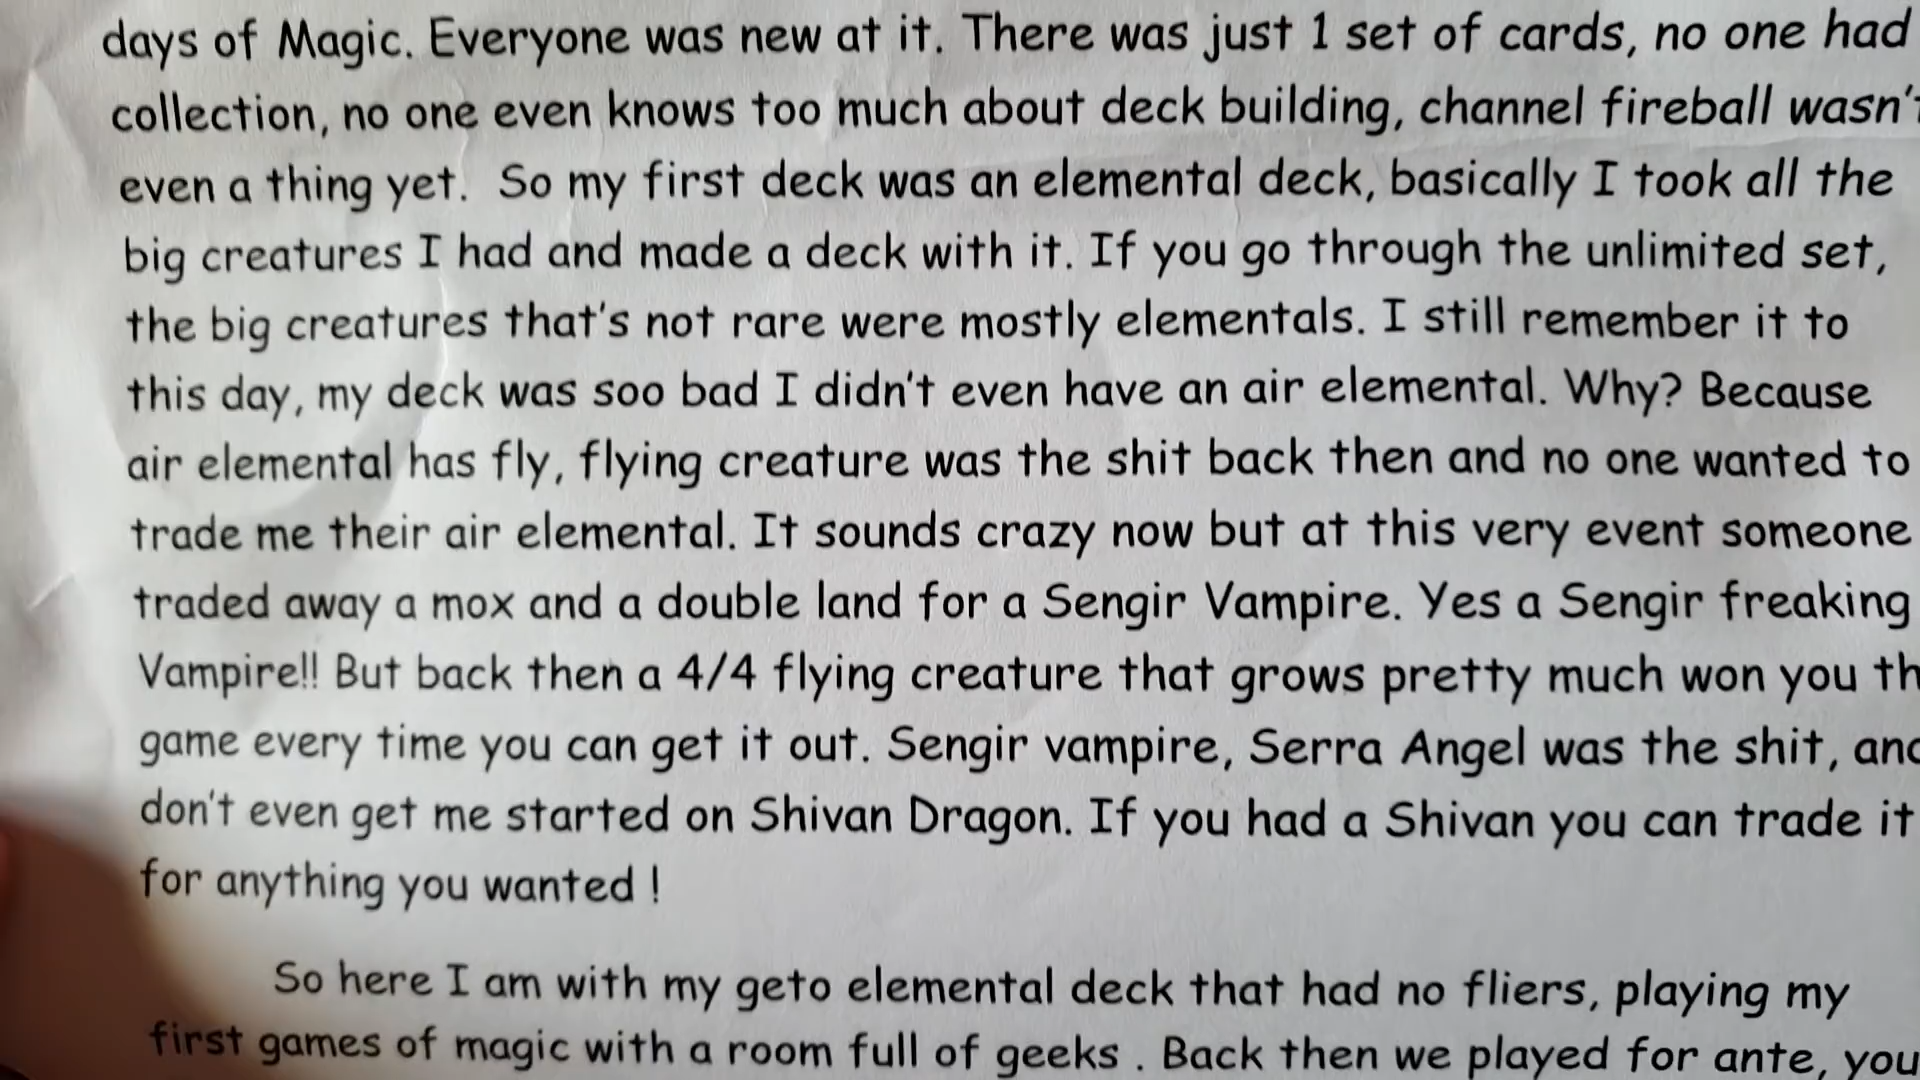 days of Magic. Everyone was new at it. There was just 1 set of cards, no one had
collection, no one even knows too much about deck building, channel fireball wasn't
even a thing yet. So my first deck was an elemental deck, basically I took all the
big creatures I had and made a deck with it. If you go through the unlimited set,
the big creatures that's not rare were mostly elementals. I still remember it to
this day, my deck was soo bad I didn't even have an air elemental. Why? Because
air elemental has fly, flying creature was the shit back then and no one wanted to
trade me their air elemental. It sounds crazy now but at this very event someone
traded away a mox and a double land for a Sengir Vampire. Yes a Sengir freaking
Vampire!! But back then a 4/4 flying creature that grows pretty much won you th
game every time you can get it out. Sengir vampire, Serra Angel was the shit, and
don't even get me started on Shivan Dragon. If you had a Shivan you can trade it
for anything you wanted !
So here I am with my geto elemental deck that had no fliers, playing my
first games of magic with a room full of geeks . Back then we played for ante, you